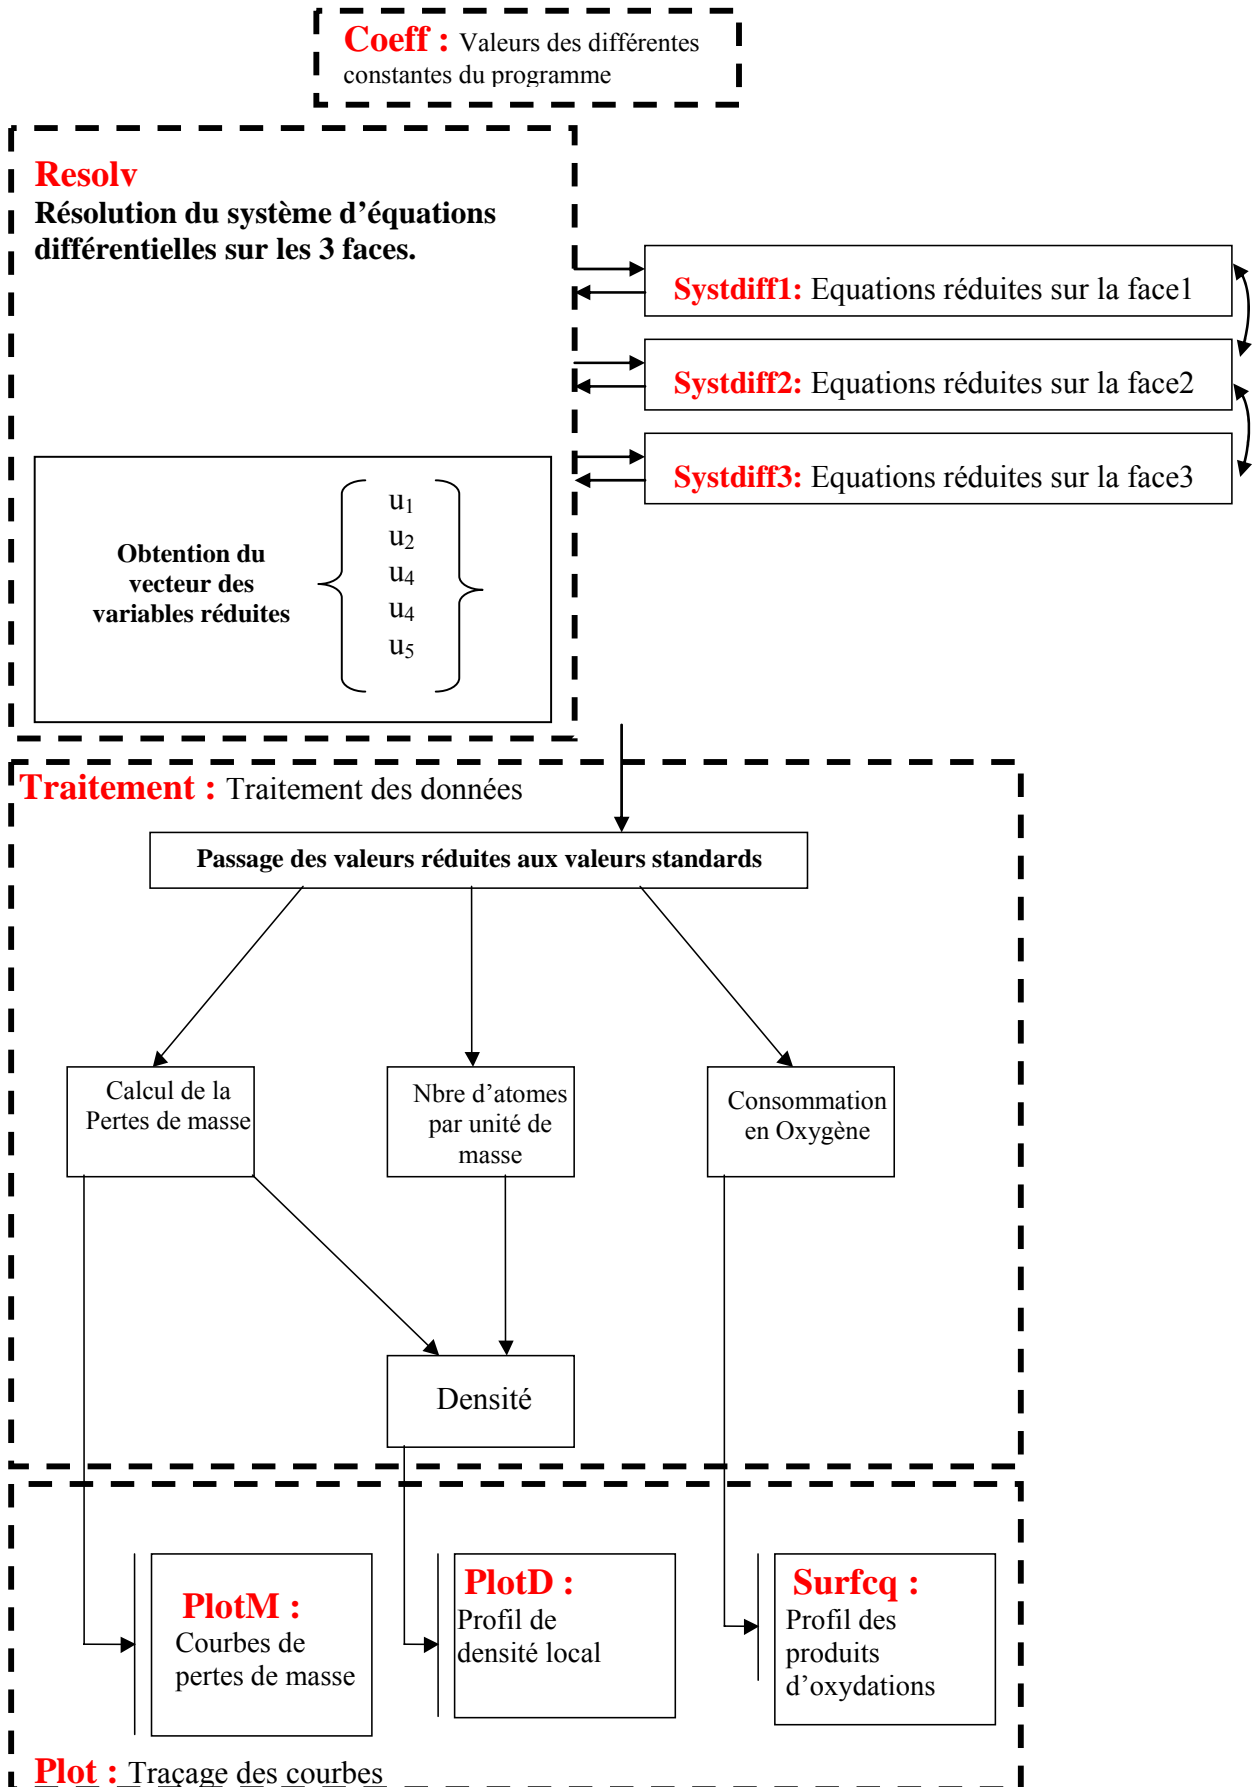 Coeff : Valeurs des différentes
constantes du programme
Resolv
Résolution du système d’équations
différentielles sur les 3 faces.
Systdiff1: Equations réduites sur la face1
Systdiff2: Equations réduites sur la face2
Systdiff3: Equations réduites sur la face3
Obtention du
vecteur des
variables réduites
u1
u2
u4
u4
u5
Traitement : Traitement des données
Passage des valeurs réduites aux valeurs standards
Calcul de la
Pertes de masse
Nbre d’atomes
par unité de
masse
Consommation
en Oxygène
Densité
PlotM :
Courbes de
pertes de masse
PlotD :
Profil de
densité local
Surfcq :
Profil des
produits
d’oxydations
Plot : Traçage des courbes